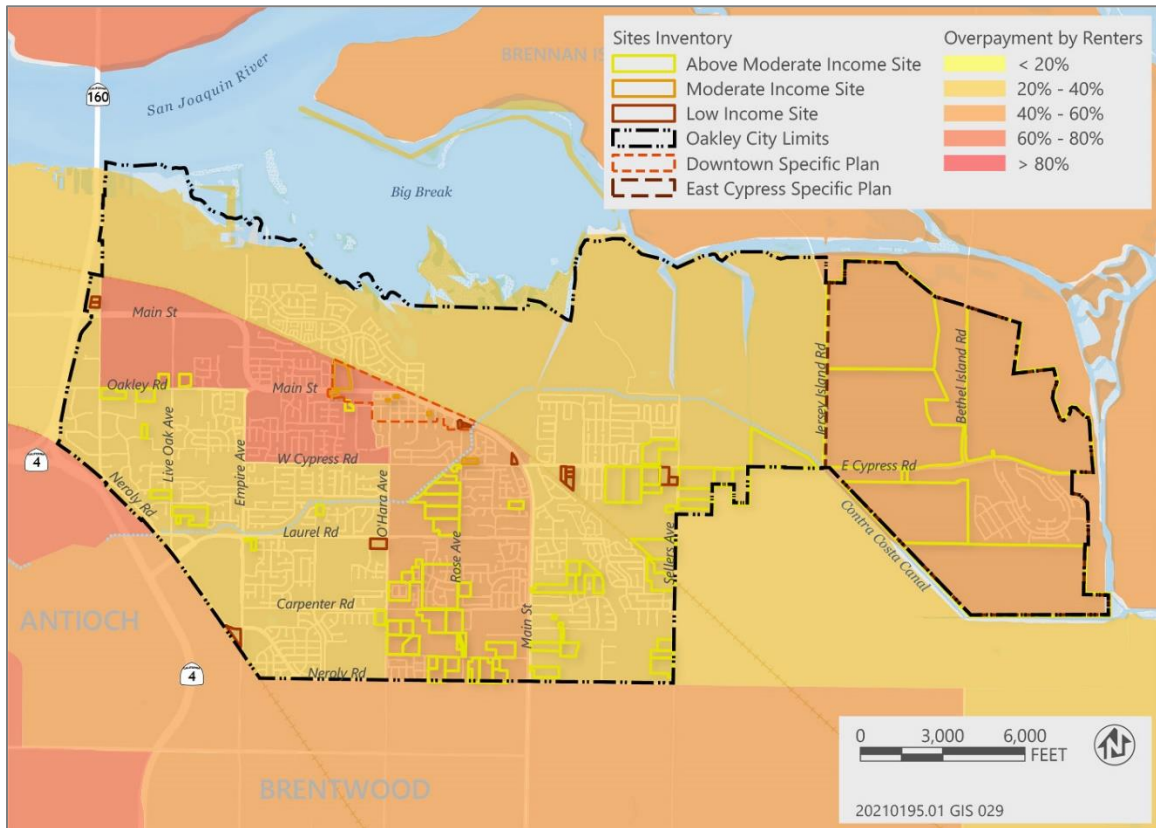 BRENNAN IS
160
San Joaquin River
Sites Inventory
Above Moderate Income Site
Moderate Income Site
Low Income Site
Oakley City Limits
Downtown Specific Plan
East Cypress Specific Plan
Overpayment by Renters
< 20%
20% - 40%
40% - 60%
60% - 80%
> 80%
Big Break
Main St
Main St
Oakley Rd
Live Oak Ave
Empire Ave
W Cypress Rd
O'Hara Ave
Jersey Island Rd
Bethel Island Rd
E Cypress Rd
4
Neroly Rd
Laurel Rd
Rose Ave
Sellers Ave
Contra Costa Canal
Carpenter Rd
Main St
ANTIOCH
4
Neroly Rd
BRENTWOOD
0 3,000 6,000
FEET
N
20210195.01 GIS 029